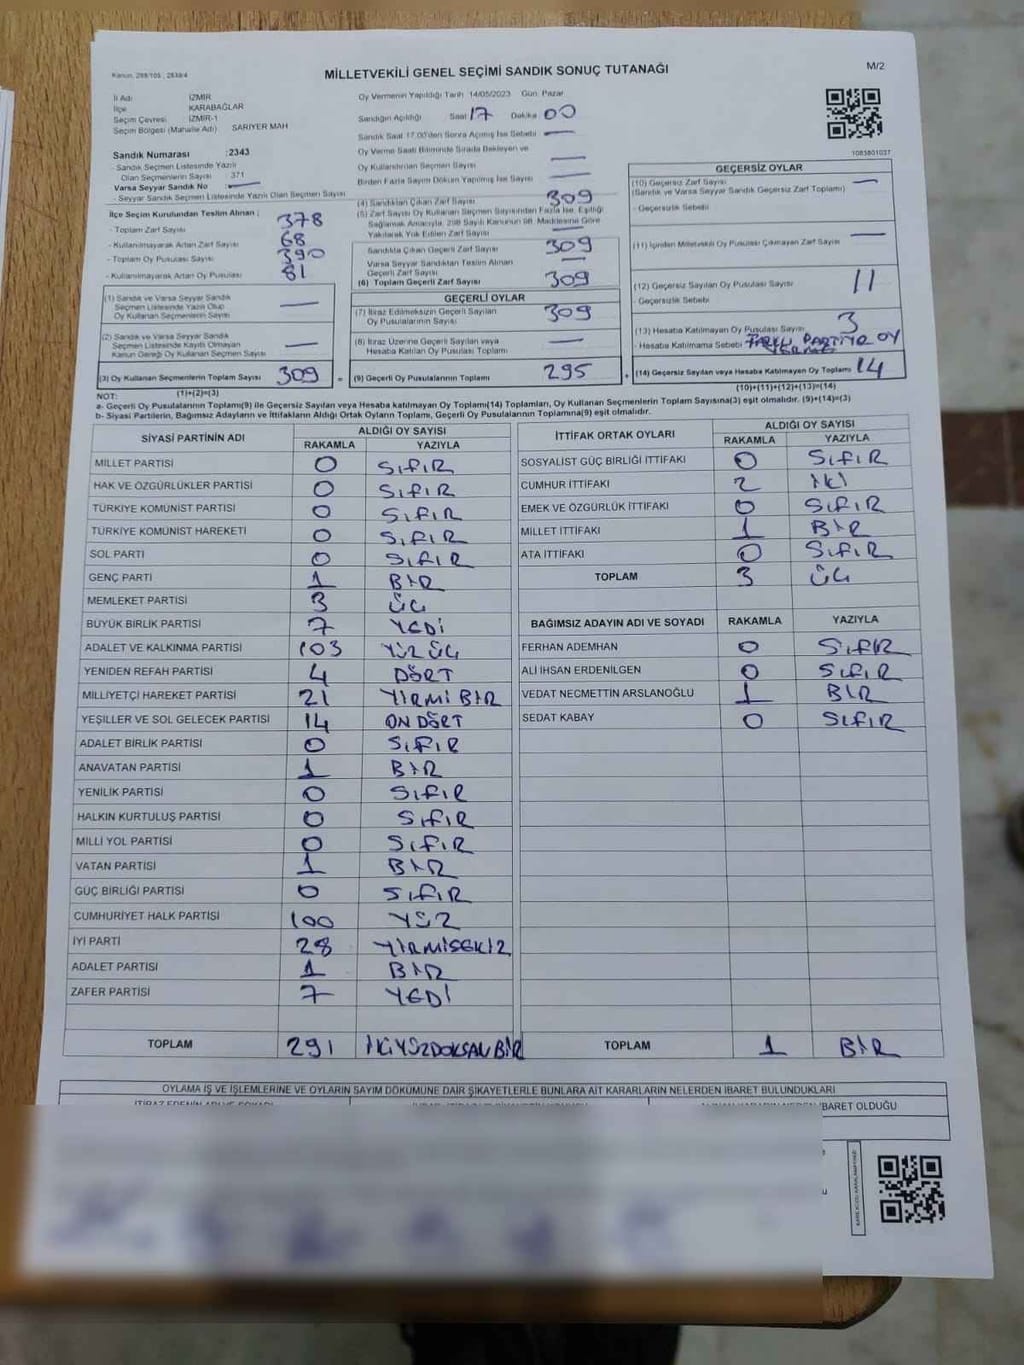 Kanun, 298/105 ; 2839/4
MİLLETVEKİLİ GENEL SEÇİMİ SANDIK SONUÇ TUTANAĞI
M/2
İl Adı İZMİR
İlçe KARABAĞLAR
Seçim Çevresi İZMİR-1
Seçim Bölgesi (Mahalle Adı) SARIYER MAH
Sandık Numarası :2343
- Sandık Seçmen Listesinde Yazılı
Olan Seçmenlerin Sayısı : 371
Varsa Seyyar Sandık No
- Seyyar Sandık Seçmen Listesinde Yazılı Olan Seçmen Sayısı
İlçe Seçim Kurulundan Teslim Alınan ;
- Toplam Zarf Sayısı 378
- Kullanılmayarak Artan Zarf Sayısı 68
- Toplam Oy Pusulası Sayısı 390
- Kullanılmayarak Artan Oy Pusulası 81
(1) Sandık ve Varsa Seyyar Sandık
Seçmen Listesinde Yazılı Olup
Oy Kullanan Seçmenlerin Sayısı —
(2) Sandık ve Varsa Seyyar Sandık
Seçmen Listesinde Kayıtlı Olmayan
Kanun Gereği Oy Kullanan Seçmen Sayısı —
(3) Oy Kullanan Seçmenlerin Toplam Sayısı 309 =
(1)+(2)=(3)
Oy Vermenin Yapıldığı Tarih 14/05/2023 Gün: Pazar
Sandığın Açıldığı Saat 17 Dakika 00
Sandık Saat 17.00'den Sonra Açılmış İse Sebebi —
Oy Verme Saati Bitiminde Sırada Bekleyen ve
Oy Kullandırılan Seçmen Sayısı —
Birden Fazla Sayım Döküm Yapılmış İse Sayısı —
(4) Sandıktan Çıkan Zarf Sayısı 309
(5) Zarf Sayısı Oy Kullanan Seçmen Sayısından Fazla İse, Eşitliği
Sağlamak Amacıyla, 298 Sayılı Kanunun 98. Maddesine Göre
Yakılarak Yok Edilen Zarf Sayısı —
Sandıkta Çıkan Geçerli Zarf Sayısı 309
Varsa Seyyar Sandıktan Teslim Alınan
Geçerli Zarf Sayısı —
(6) Toplam Geçerli Zarf Sayısı 309
GEÇERLİ OYLAR
(7) İtiraz Edilmeksizin Geçerli Sayılan
Oy Pusulalarının Sayısı 309
(8) İtiraz Üzerine Geçerli Sayılan veya
Hesaba Katılan Oy Pusulası Toplamı —
(9) Geçerli Oy Pusulalarının Toplamı 295 +
1083801037
GEÇERSİZ OYLAR
(10) Geçersiz Zarf Sayısı —
(Sandık ve Varsa Seyyar Sandık Geçersiz Zarf Toplamı)
- Geçersizlik Sebebi
(11) İçinden Milletvekili Oy Pusulası Çıkmayan Zarf Sayısı —
(12) Geçersiz Sayılan Oy Pusulası Sayısı 11
- Geçersizlik Sebebi
(13) Hesaba Katılmayan Oy Pusulası Sayısı 3
- Hesaba Katılmama Sebebi FARKLI PARTİYE OY
VERME
(14) Geçersiz Sayılan veya Hesaba Katılmayan Oy Toplamı 14
(10)+(11)+(12)+(13)=(14)
NOT:
a- Geçerli Oy Pusulalarının Toplamı(9) ile Geçersiz Sayılan veya Hesaba Katılmayan Oy Toplamı(14) Toplamları, Oy Kullanan Seçmenlerin Toplam Sayısına(3) eşit olmalıdır. (9)+(14)=(3)
b- Siyasi Partilerin, Bağımsız Adayların ve İttifakların Aldığı Ortak Oyların Toplamı, Geçerli Oy Pusulalarının Toplamına(9) eşit olmalıdır.
SİYASİ PARTİNİN ADI ALDIĞI OY SAYISI
RAKAMLA YAZIYLA
MİLLET PARTİSİ 0 SIFIR
HAK VE ÖZGÜRLÜKLER PARTİSİ 0 SIFIR
TÜRKİYE KOMÜNİST PARTİSİ 0 SIFIR
TÜRKİYE KOMÜNİST HAREKETİ 0 SIFIR
SOL PARTİ 0 SIFIR
GENÇ PARTİ 1 BİR
MEMLEKET PARTİSİ 3 ÜÇ
BÜYÜK BİRLİK PARTİSİ 7 YEDİ
ADALET VE KALKINMA PARTİSİ 103 YÜZ ÜÇ
YENİDEN REFAH PARTİSİ 4 DÖRT
MİLLİYETÇİ HAREKET PARTİSİ 21 YİRMİ BİR
YEŞİLLER VE SOL GELECEK PARTİSİ 14 ON DÖRT
ADALET BİRLİK PARTİSİ 0 SIFIR
ANAVATAN PARTİSİ 1 BİR
YENİLİK PARTİSİ 0 SIFIR
HALKIN KURTULUŞ PARTİSİ 0 SIFIR
MİLLİ YOL PARTİSİ 0 SIFIR
VATAN PARTİSİ 1 BİR
GÜÇ BİRLİĞİ PARTİSİ 0 SIFIR
CUMHURİYET HALK PARTİSİ 100 YÜZ
İYİ PARTİ 28 YİRMİSEKİZ
ADALET PARTİSİ 1 BİR
ZAFER PARTİSİ 7 YEDİ
TOPLAM 291 İKİYÜZDOKSAN BİR
İTTİFAK ORTAK OYLARI ALDIĞI OY SAYISI
RAKAMLA YAZIYLA
SOSYALİST GÜÇ BİRLİĞİ İTTİFAKI 0 SIFIR
CUMHUR İTTİFAKI 2 İKİ
EMEK VE ÖZGÜRLÜK İTTİFAKI 0 SIFIR
MİLLET İTTİFAKI 1 BİR
ATA İTTİFAKI 0 SIFIR
TOPLAM 3 ÜÇ
BAĞIMSIZ ADAYIN ADI VE SOYADI RAKAMLA YAZIYLA
FERHAN ADEMHAN 0 SIFIR
ALİ İHSAN ERDENİLGEN 0 SIFIR
VEDAT NECMETTİN ARSLANOĞLU 1 BİR
SEDAT KABAY 0 SIFIR
TOPLAM 1 BİR
OYLAMA İŞ VE İŞLEMLERİNE VE OYLARIN SAYIM DÖKÜMÜNE DAİR ŞİKAYETLERLE BUNLARA AİT KARARLARIN NELERDEN İBARET BULUNDUKLARI
İBARET OLDUĞU